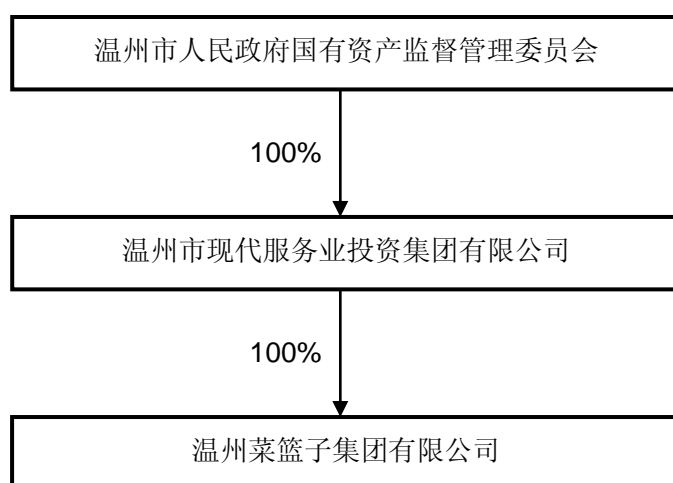 温州市人民政府国有资产监督管理委员会
100%
温州市现代服务业投资集团有限公司
100%
温州菜篮子集团有限公司